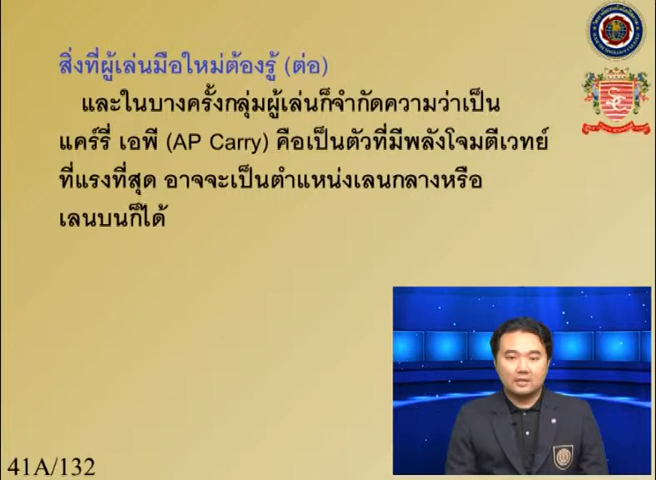 สิ่งที่ผู้เล่นมือใหม่ต้องรู้ (ต่อ)
และในบางครั้งกลุ่มผู้เล่นก็จำกัดความว่าเป็น
แคร์รี่ เอพี (AP Carry) คือเป็นตัวที่มีพลังโจมตีเวทย์
ที่แรงที่สุด อาจจะเป็นตำแหน่งเลนกลางหรือ
เลนบนก็ได้
41A/132